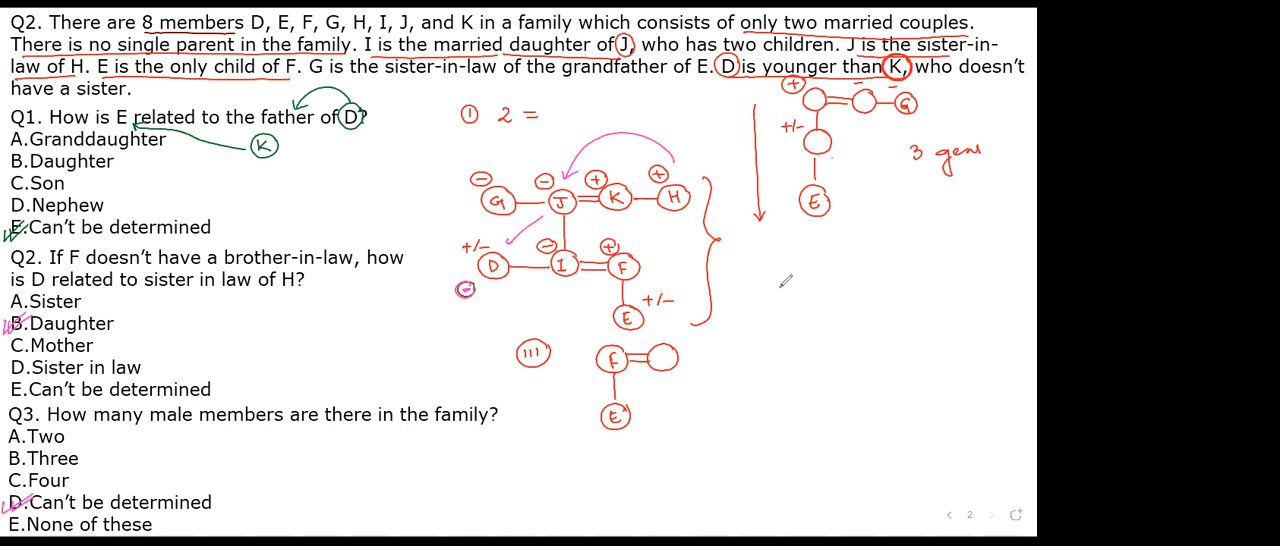 Q2. There are 8 members D, E, F, G, H, I, J, and K in a family which consists of only two married couples.
There is no single parent in the family. I is the married daughter of J, who has two children. J is the sister-in-
law of H. E is the only child of F. G is the sister-in-law of the grandfather of E. D is younger than K, who doesn’t
have a sister.
Q1. How is E related to the father of D?
A.Granddaughter
B.Daughter
C.Son
D.Nephew
E.Can’t be determined
Q2. If F doesn’t have a brother-in-law, how
is D related to sister in law of H?
A.Sister
B.Daughter
C.Mother
D.Sister in law
E.Can’t be determined
Q3. How many male members are there in the family?
A.Two
B.Three
C.Four
D.Can’t be determined
E.None of these
K
1 2 =
- - + +
G J K H
+/- - +
D I F
-
+/-
E
III F
E
+ - -
G
+/-
E
3 gens
2